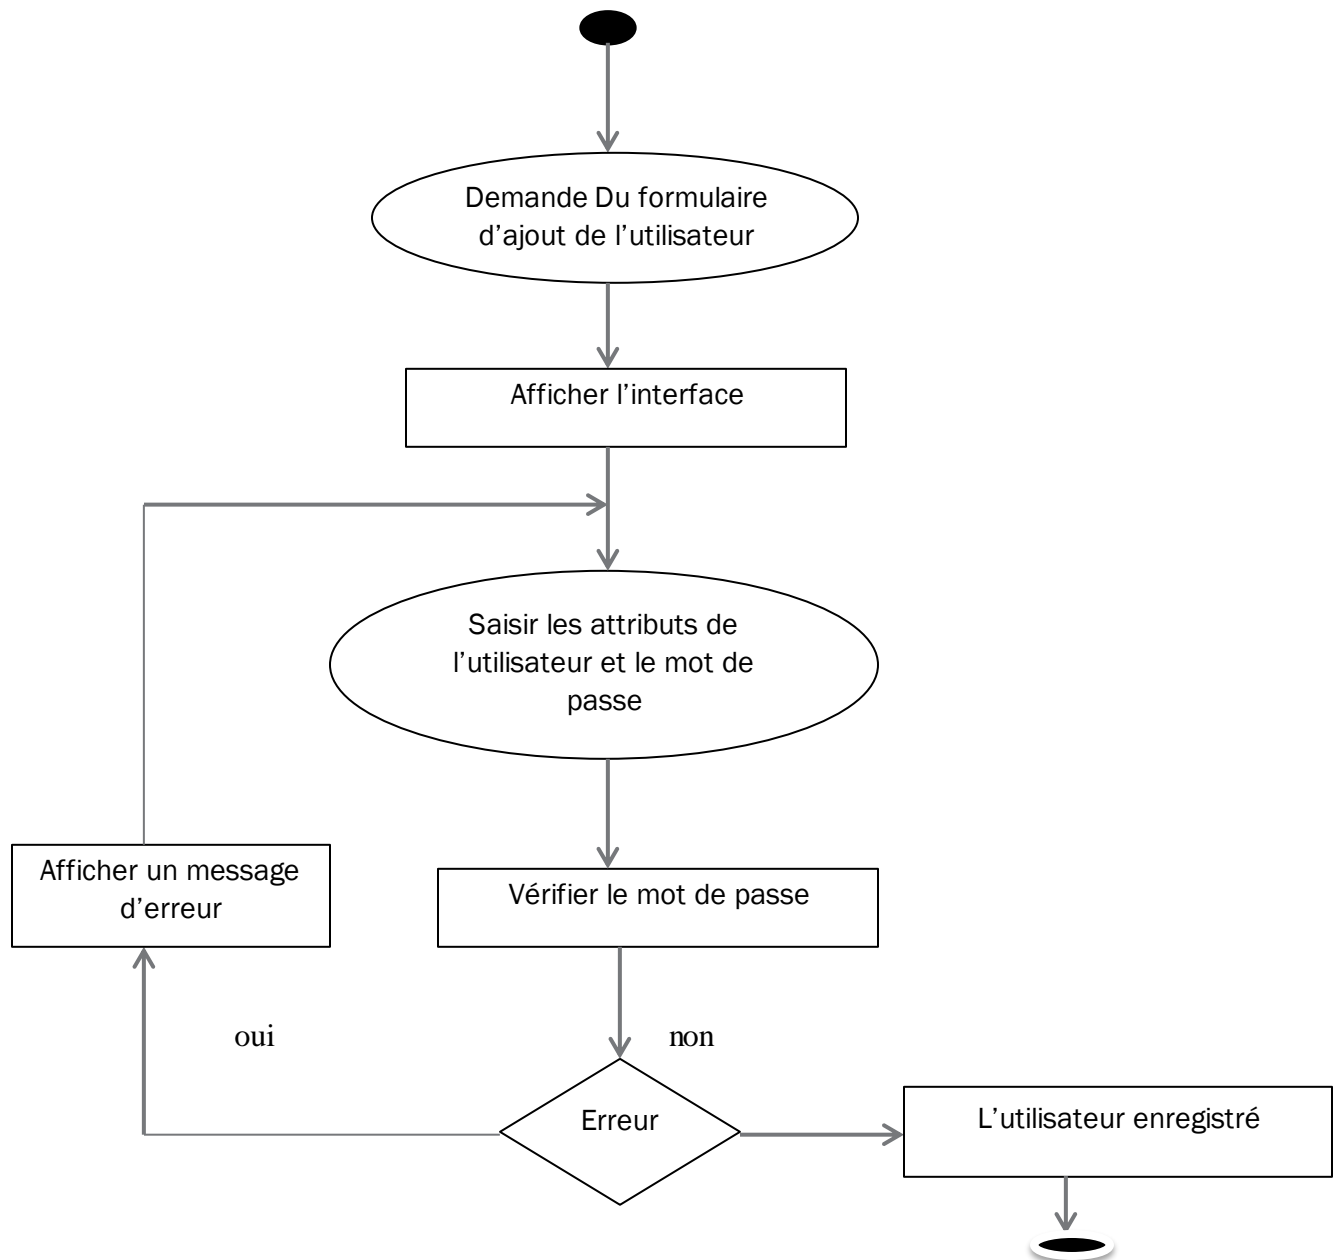 Demande Du formulaire
d’ajout de l’utilisateur
Afficher l’interface
Saisir les attributs de
l’utilisateur et le mot de
passe
Afficher un message
d’erreur
Vérifier le mot de passe
oui
non
Erreur
L’utilisateur enregistré